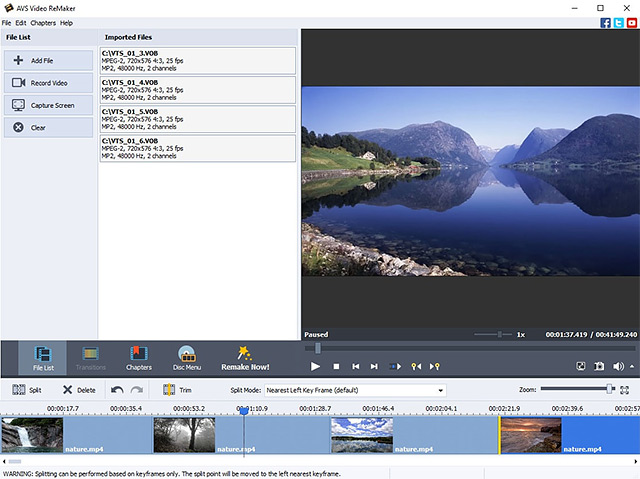 AVS Video ReMaker
File Edit Chapters Help
File List
Imported Files
Add File
Record Video
Capture Screen
Clear
C:\VTS_01_3.VOB
MPEG-2, 720x576 4:3, 25 fps
MP2, 48000 Hz, 2 channels
C:\VTS_01_4.VOB
MPEG-2, 720x576 4:3, 25 fps
MP2, 48000 Hz, 2 channels
C:\VTS_01_5.VOB
MPEG-2, 720x576 4:3, 25 fps
MP2, 48000 Hz, 2 channels
C:\VTS_01_6.VOB
MPEG-2, 720x576 4:3, 25 fps
MP2, 48000 Hz, 2 channels
Paused
1x
00:01:37.419 / 00:41:49.240
File List
Transitions
Chapters
Disc Menu
Remake Now!
Split
Delete
Trim
Split Mode:
Nearest Left Key Frame (default)
Zoom:
00:00:17.7 00:00:35.4 00:00:53.2 00:01:10.9 00:01:28.7 00:01:46.4 00:02:04.1 00:02:21.9 00:02:39.6 00:02:57
nature.mp4 nature.mp4 nature.mp4 nature.mp4
WARNING: Splitting can be performed based on keyframes only. The split point will be moved to the left nearest keyframe.